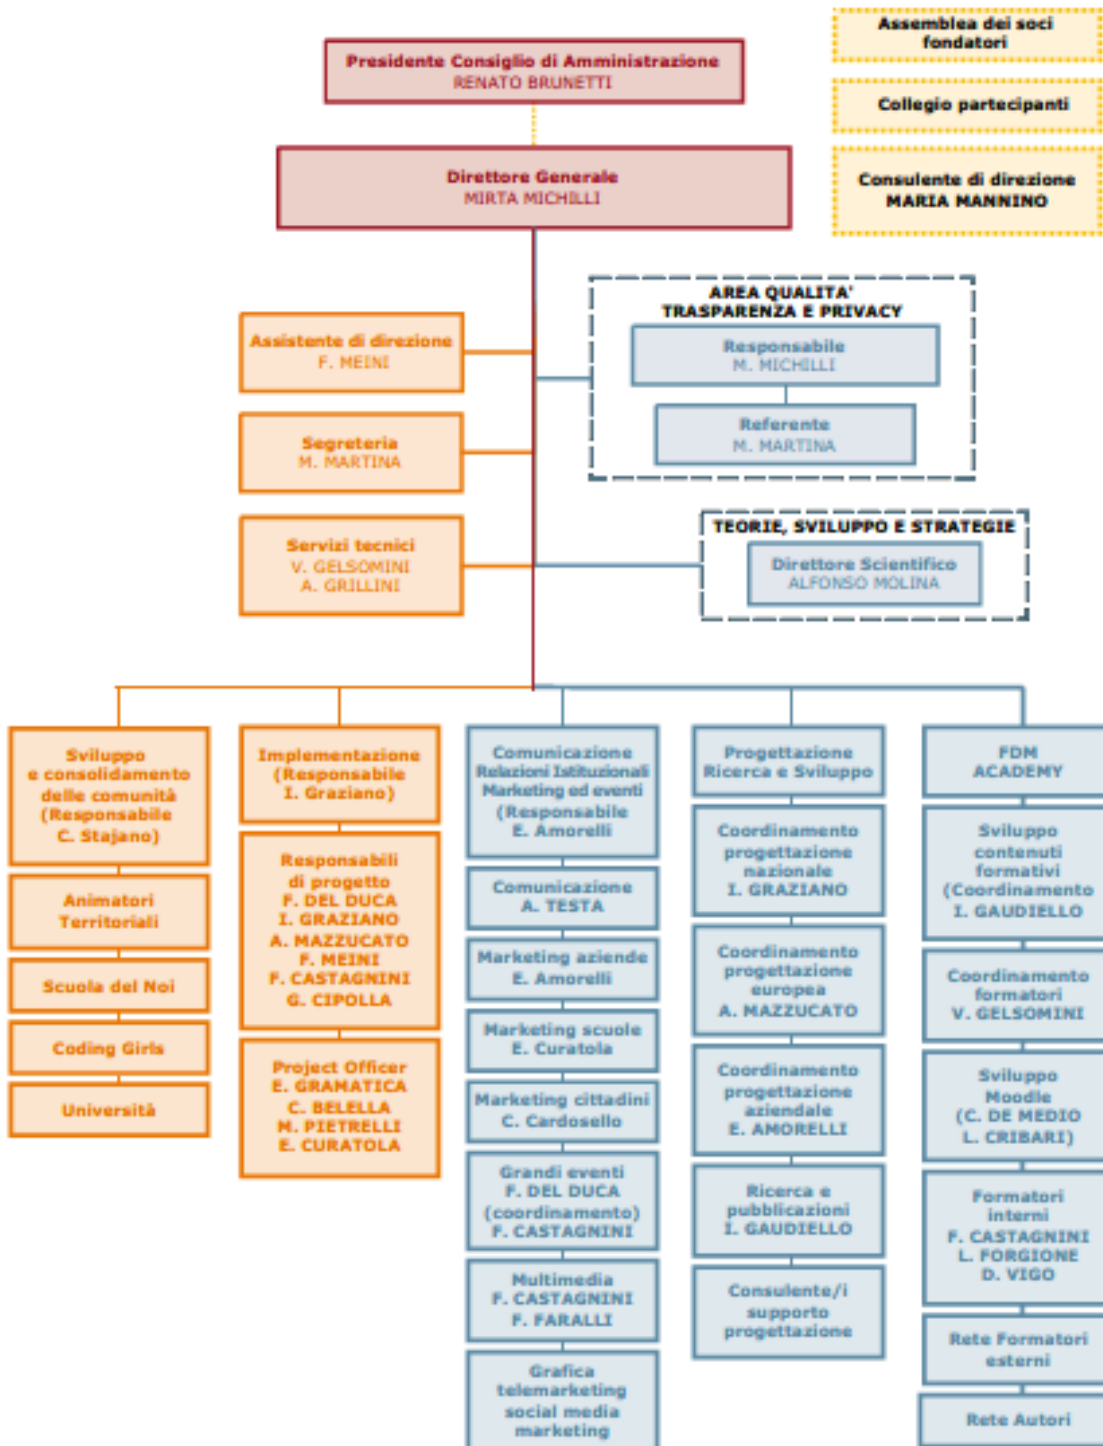 Assemblea dei soci
fondatori
Presidente Consiglio di Amministrazione
RENATO BRUNETTI
Collegio partecipanti
Direttore Generale
MIRTA MICHILLI
Consulente di direzione
MARIA MANNINO
AREA QUALITA'
TRASPARENZA E PRIVACY
Responsabile
M. MICHILLI
Referente
M. MARTINA
Assistente di direzione
F. MEINI
Segreteria
M. MARTINA
Servizi tecnici
V. GELSOMINI
A. GRILLINI
TEORIE, SVILUPPO E STRATEGIE
Direttore Scientifico
ALFONSO MOLINA
Sviluppo
e consolidamento
delle comunità
(Responsabile
C. Stajano)
Animatori
Territoriali
Scuola del Noi
Coding Girls
Università
Implementazione
(Responsabile
I. Graziano)
Responsabili
di progetto
F. DEL DUCA
I. GRAZIANO
A. MAZZUCATO
F. MEINI
F. CASTAGNINI
G. CIPOLLA
Project Officer
E. GRAMATICA
C. BELELLA
M. PIETRELLI
E. CURATOLA
Comunicazione
Relazioni Istituzionali
Marketing ed eventi
(Responsabile
E. Amorelli
Comunicazione
A. TESTA
Marketing aziende
E. Amorelli
Marketing scuole
E. Curatola
Marketing cittadini
C. Cardosello
Grandi eventi
F. DEL DUCA
(coordinamento)
F. CASTAGNINI
Multimedia
F. CASTAGNINI
F. FARALLI
Grafica
telemarketing
social media
marketing
Progettazione
Ricerca e Sviluppo
Coordinamento
progettazione
nazionale
I. GRAZIANO
Coordinamento
progettazione
europea
A. MAZZUCATO
Coordinamento
progettazione
aziendale
E. AMORELLI
Ricerca e
pubblicazioni
I. GAUDIELLO
Consulente/i
supporto
progettazione
FDM
ACADEMY
Sviluppo
contenuti
formativi
(Coordinamento
I. GAUDIELLO
Coordinamento
formatori
V. GELSOMINI
Sviluppo
Moodle
(C. DE MEDIO
L. CRIBARI)
Formatori
interni
F. CASTAGNINI
L. FORGIONE
D. VIGO
Rete Formatori
esterni
Rete Autori